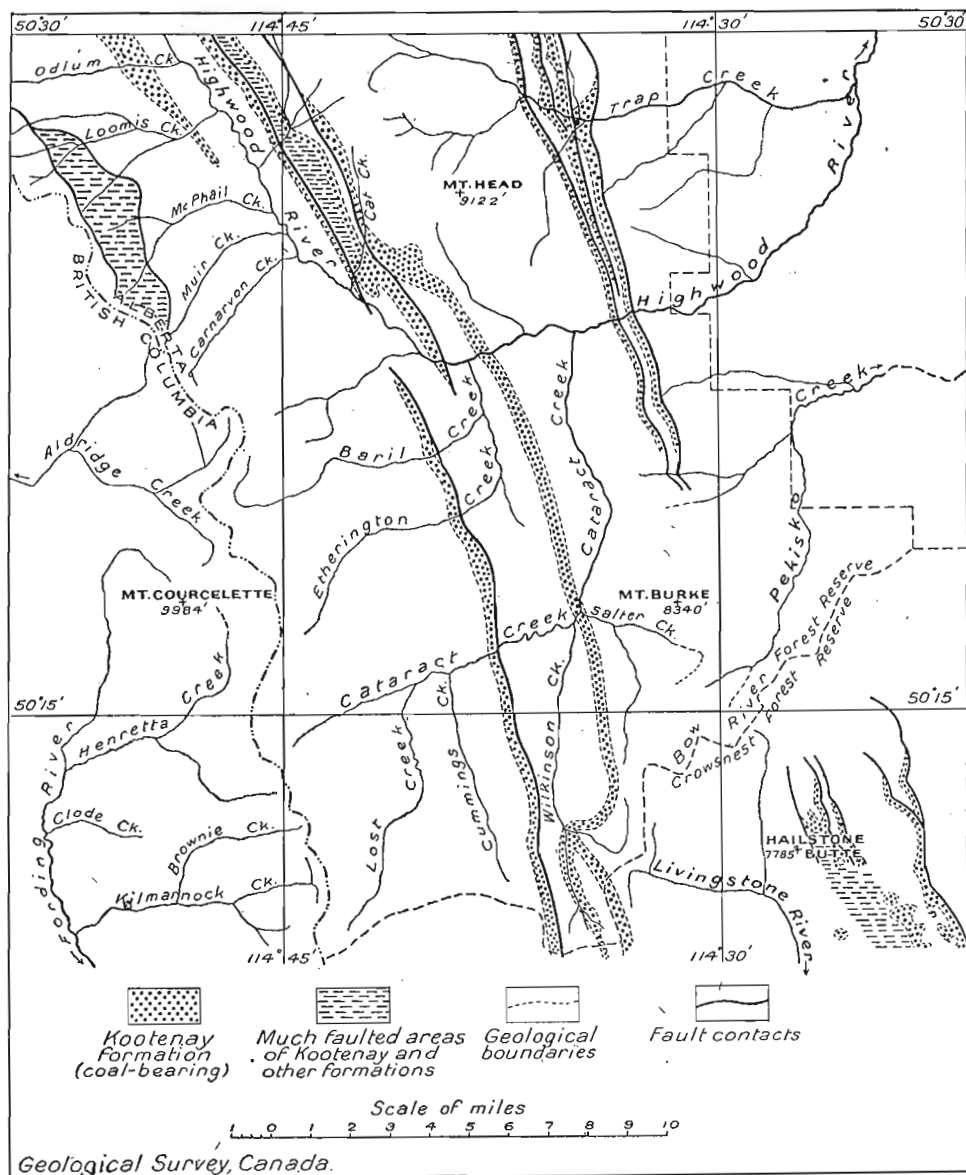 50°30'
114°45'
114°30'
50°30'
Odlum Ck.
Highwood
River
Loomis Ck.
Trap Creek
Cat Ck.
MT. HEAD
9122'
River
McPhail Ck.
Muir Ck.
Carnarvon Ck.
Highwood
BRITISH COLUMBIA
ALBERTA
Creek
Creek
Baril Creek
Cataract Creek
Aldridge Creek
Etherington Creek
Pekisko
MT. COURCELETTE
9984'
MT. BURKE
8340'
Salter Ck.
Cataract Creek
Bow River Forest Reserve
Crowsnest Forest Reserve
50°15'
50°15'
Henretta Creek
Fording River
Lost Creek
Cummings Ck.
Wilkinson Ck.
Clode Ck.
Brownie Ck.
Kilmannock Ck.
HAILSTONE
7785' BUTTE
Livingstone River
114°45'
114°30'
Kootenay
formation
(coal-bearing)
Much faulted areas
of Kootenay and
other formations
Geological
boundaries
Fault contacts
Scale of miles
1 0 1 2 3 4 5 6 7 8 9 10
Geological Survey, Canada.